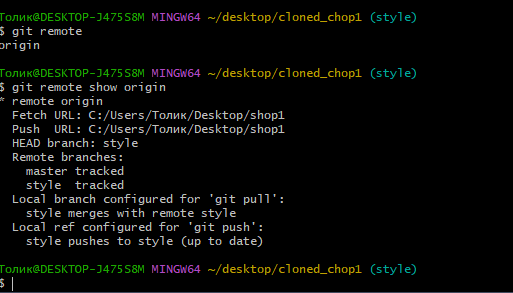 Толик@DESKTOP-J475S8M MINGW64 ~/desktop/cloned_chop1 (style)
$ git remote
origin
Толик@DESKTOP-J475S8M MINGW64 ~/desktop/cloned_chop1 (style)
$ git remote show origin
* remote origin
  Fetch URL: C:/Users/Толик/Desktop/shop1
  Push  URL: C:/Users/Толик/Desktop/shop1
  HEAD branch: style
  Remote branches:
    master tracked
    style  tracked
  Local branch configured for 'git pull':
    style merges with remote style
  Local ref configured for 'git push':
    style pushes to style (up to date)
Толик@DESKTOP-J475S8M MINGW64 ~/desktop/cloned_chop1 (style)
$